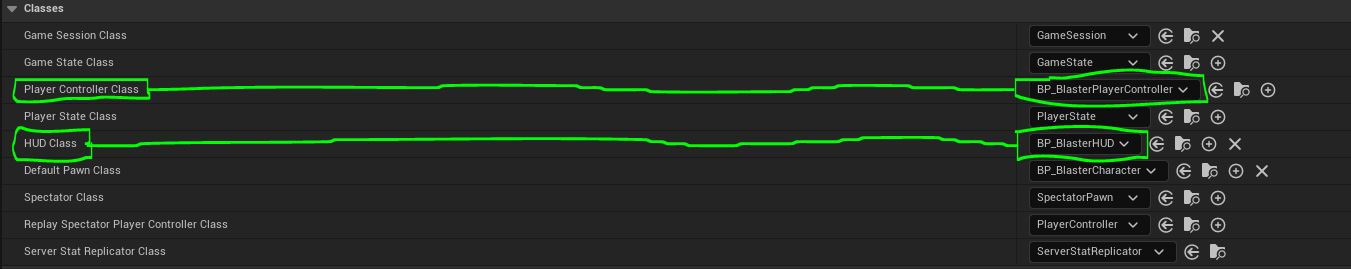 Classes
Game Session Class GameSession
Game State Class GameState
Player Controller Class BP_BlasterPlayerController
Player State Class PlayerState
HUD Class BP_BlasterHUD
Default Pawn Class BP_BlasterCharacter
Spectator Class SpectatorPawn
Replay Spectator Player Controller Class PlayerController
Server Stat Replicator Class ServerStatReplicator